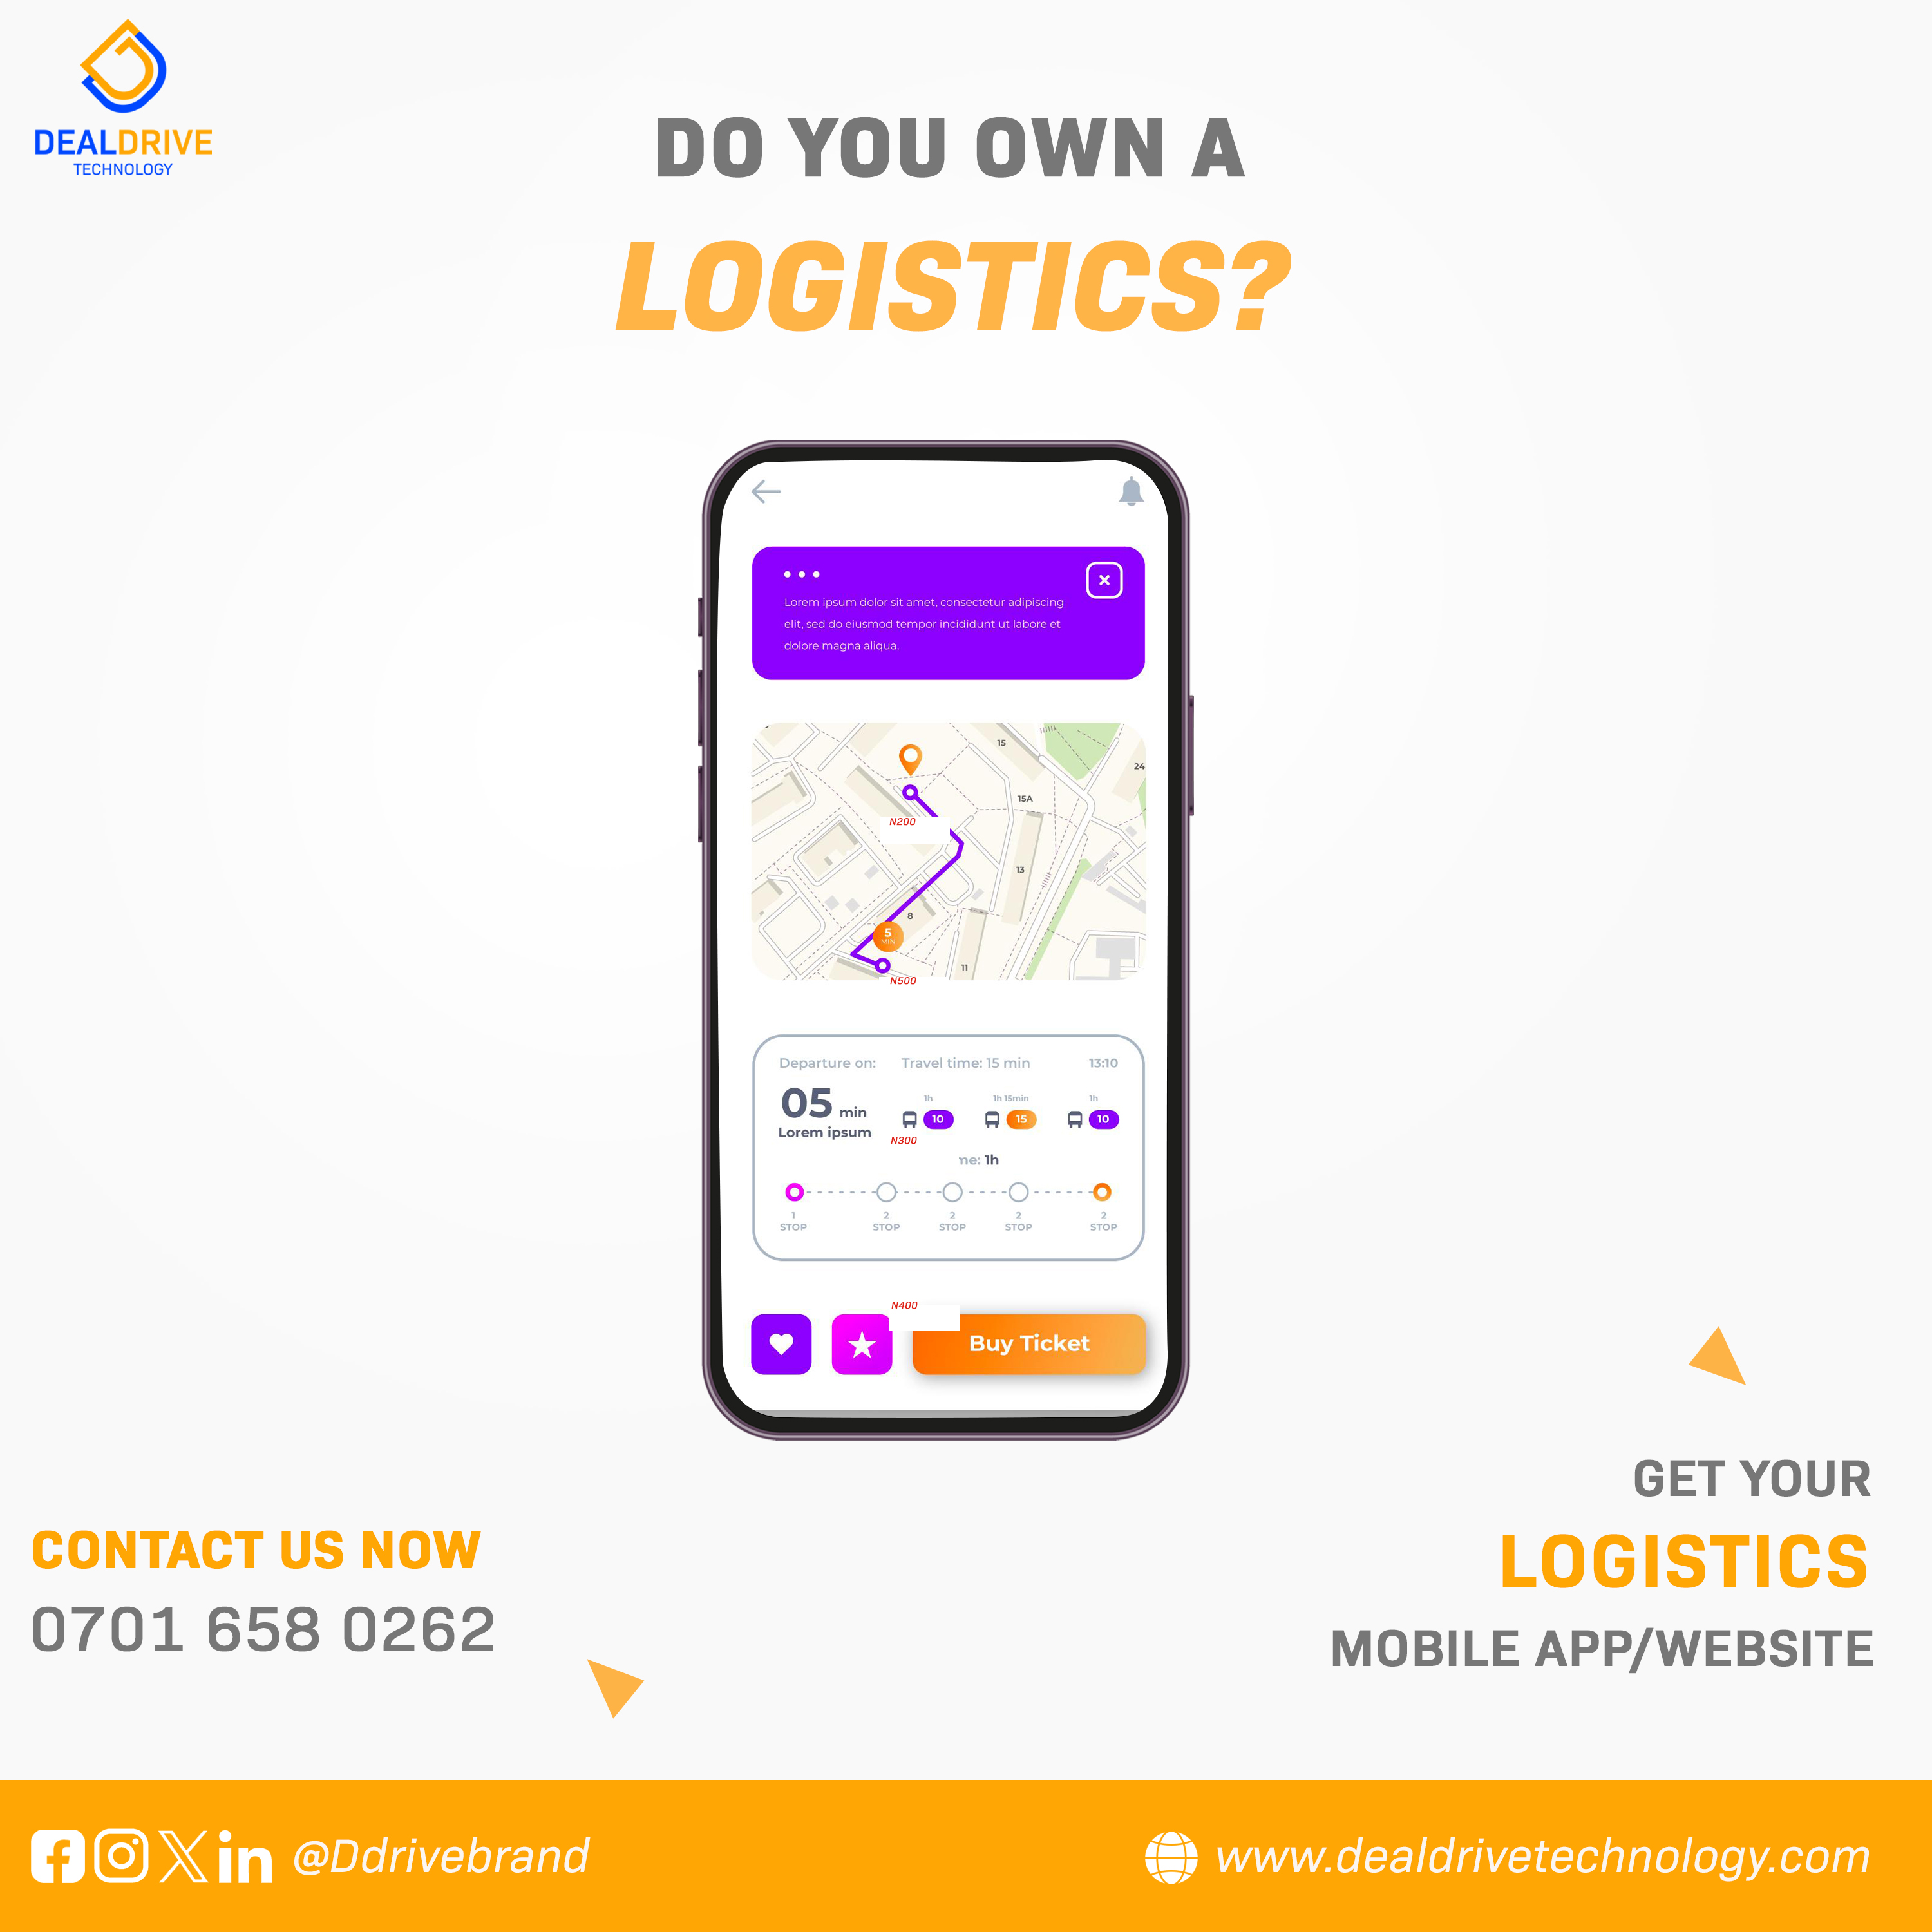 DEALDRIVE
TECHNOLOGY
DO YOU OWN A
LOGISTICS?
Lorem ipsum dolor sit amet, consectetur adipiscing
elit, sed do eiusmod tempor incididunt ut labore et
dolore magna aliqua.
15
24
15A
N200
13
8
5
MIN
11
N500
Departure on: Travel time: 15 min 13:10
05 min
Lorem ipsum
1h 1h 15min 1h
10 15 10
N300
me: 1h
1 2 2 2 2
STOP STOP STOP STOP STOP
N400
Buy Ticket
CONTACT US NOW
0701 658 0262
GET YOUR
LOGISTICS
MOBILE APP/WEBSITE
@Ddrivebrand
www.dealdrivetechnology.com